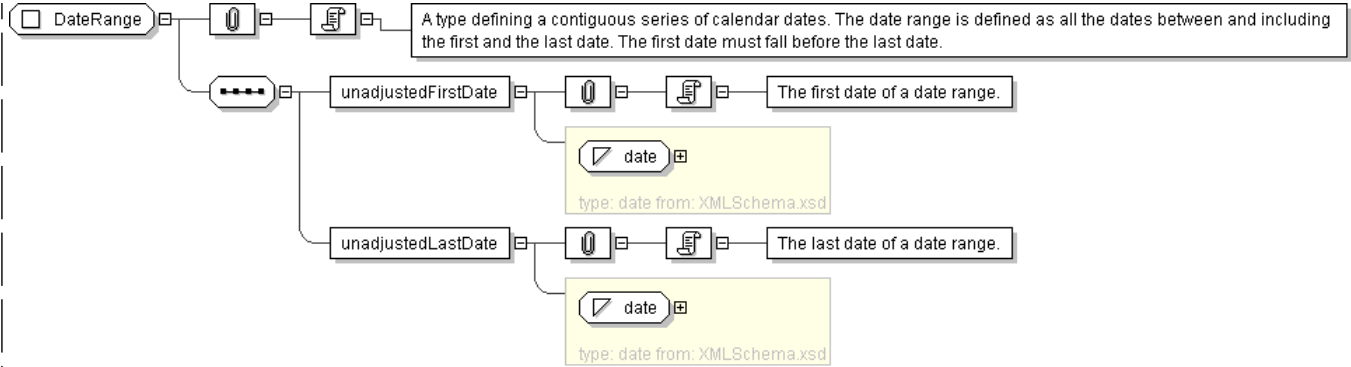 DateRange
A type defining a contiguous series of calendar dates. The date range is defined as all the dates between and including
the first and the last date. The first date must fall before the last date.
unadjustedFirstDate
The first date of a date range.
date
type: date from: XMLSchema.xsd
unadjustedLastDate
The last date of a date range.
date
type: date from: XMLSchema.xsd